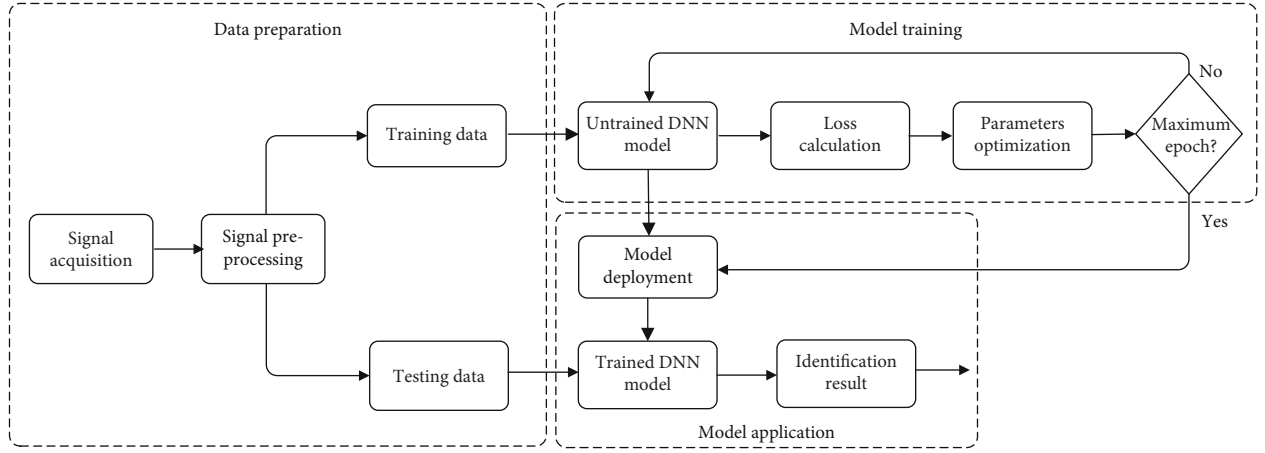 Data preparation
Signal
acquisition
Signal pre-
processing
Training data
Testing data
Model training
Untrained DNN
model
Loss
calculation
Parameters
optimization
Maximum
epoch?
No
Yes
Model
deployment
Trained DNN
model
Identification
result
Model application